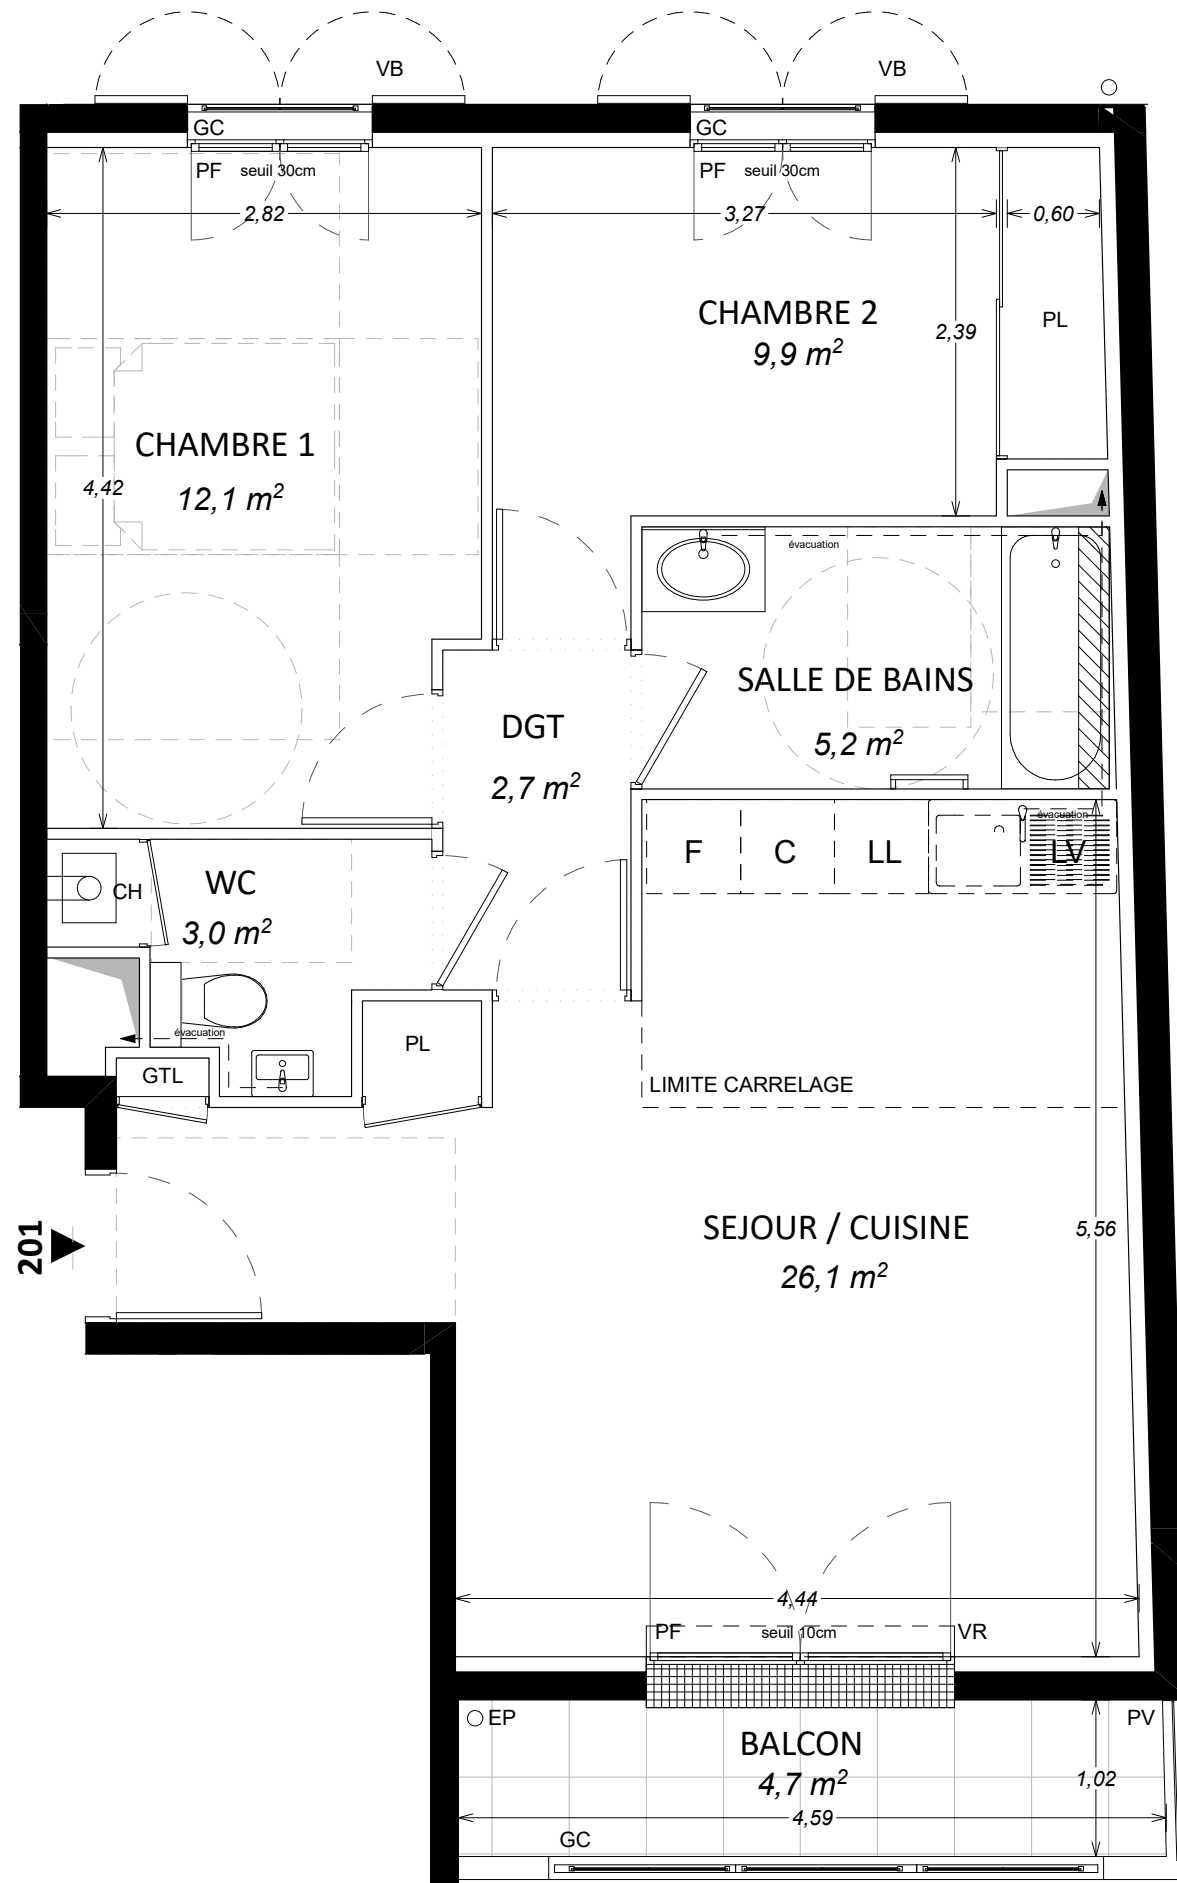 VB
VB
GC
GC
PF seuil 30cm
PF seuil 30cm
2,82
3,27
0,60
CHAMBRE 2
9,9 m²
2,39
PL
CHAMBRE 1
12,1 m²
4,42
évacuation
SALLE DE BAINS
5,2 m²
DGT
2,7 m²
évacuation
F
C
LL
LV
WC
3,0 m²
CH
évacuation
PL
GTL
LIMITE CARRELAGE
201
SEJOUR / CUISINE
26,1 m²
5,56
4,44
PF seuil 10cm VR
EP
PV
BALCON
4,7 m²
1,02
4,59
GC